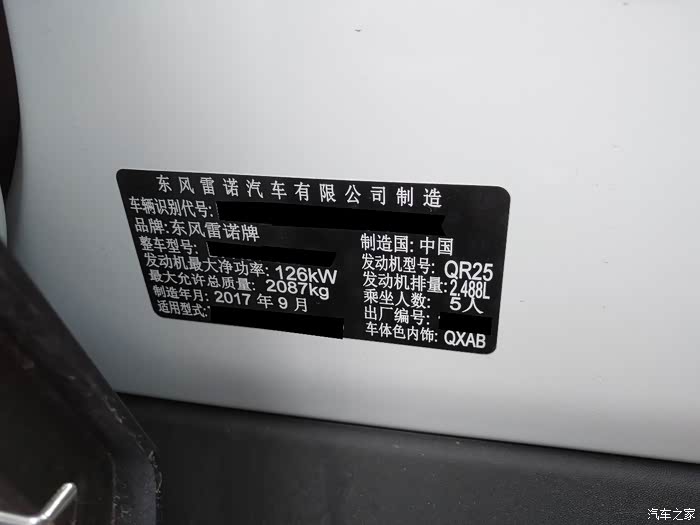 东风雷诺汽车有限公司制造
车辆识别代号:
品牌:东风雷诺牌
整车型号:
发动机最大净功率:126kW
最大允许总质量:2087kg
制造年月:2017年9月
适用型式:
制造国:中国
发动机型号:QR25
发动机排量:2.488L
乘坐人数:5人
出厂编号:
车体色内饰:QXAB
汽车之家